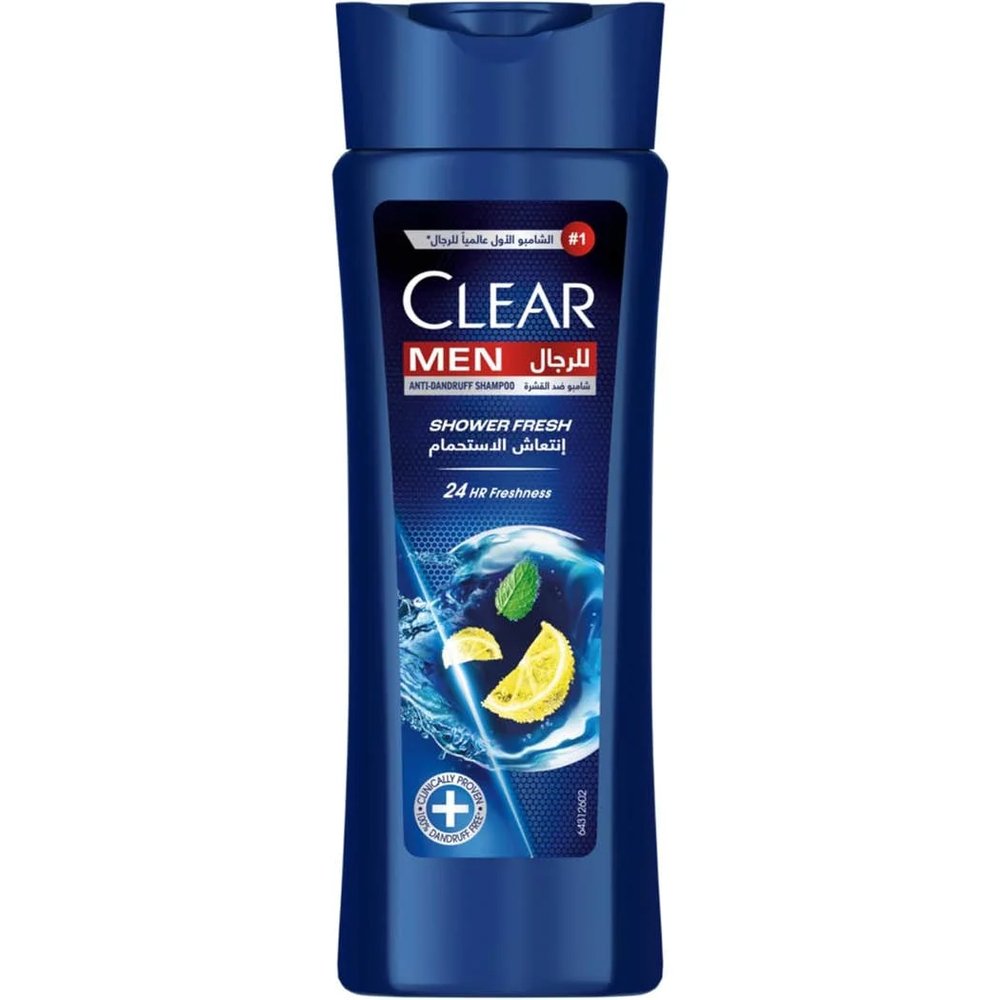 #1 الشامبو الأول عالمياً للرجال*
CLEAR
MEN للرجال
ANTI-DANDRUFF SHAMPOO شامبو ضد القشرة
SHOWER FRESH
إنتعاش الاستحمام
24 HR Freshness
CLINICALLY PROVEN
100% DANDRUFF FREE*
64312602